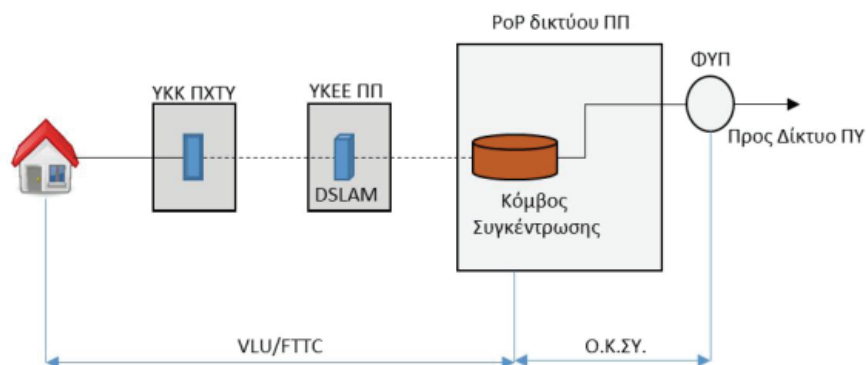 PoP δικτύου ΠΠ
ΦΥΠ
ΥΚΚ ΠΧΤΥ
ΥΚΕΕ ΠΠ
Προς Δίκτυο ΠΥ
DSLAM
Κόμβος
Συγκέντρωσης
VLU/FTTC
Ο.Κ.ΣΥ.